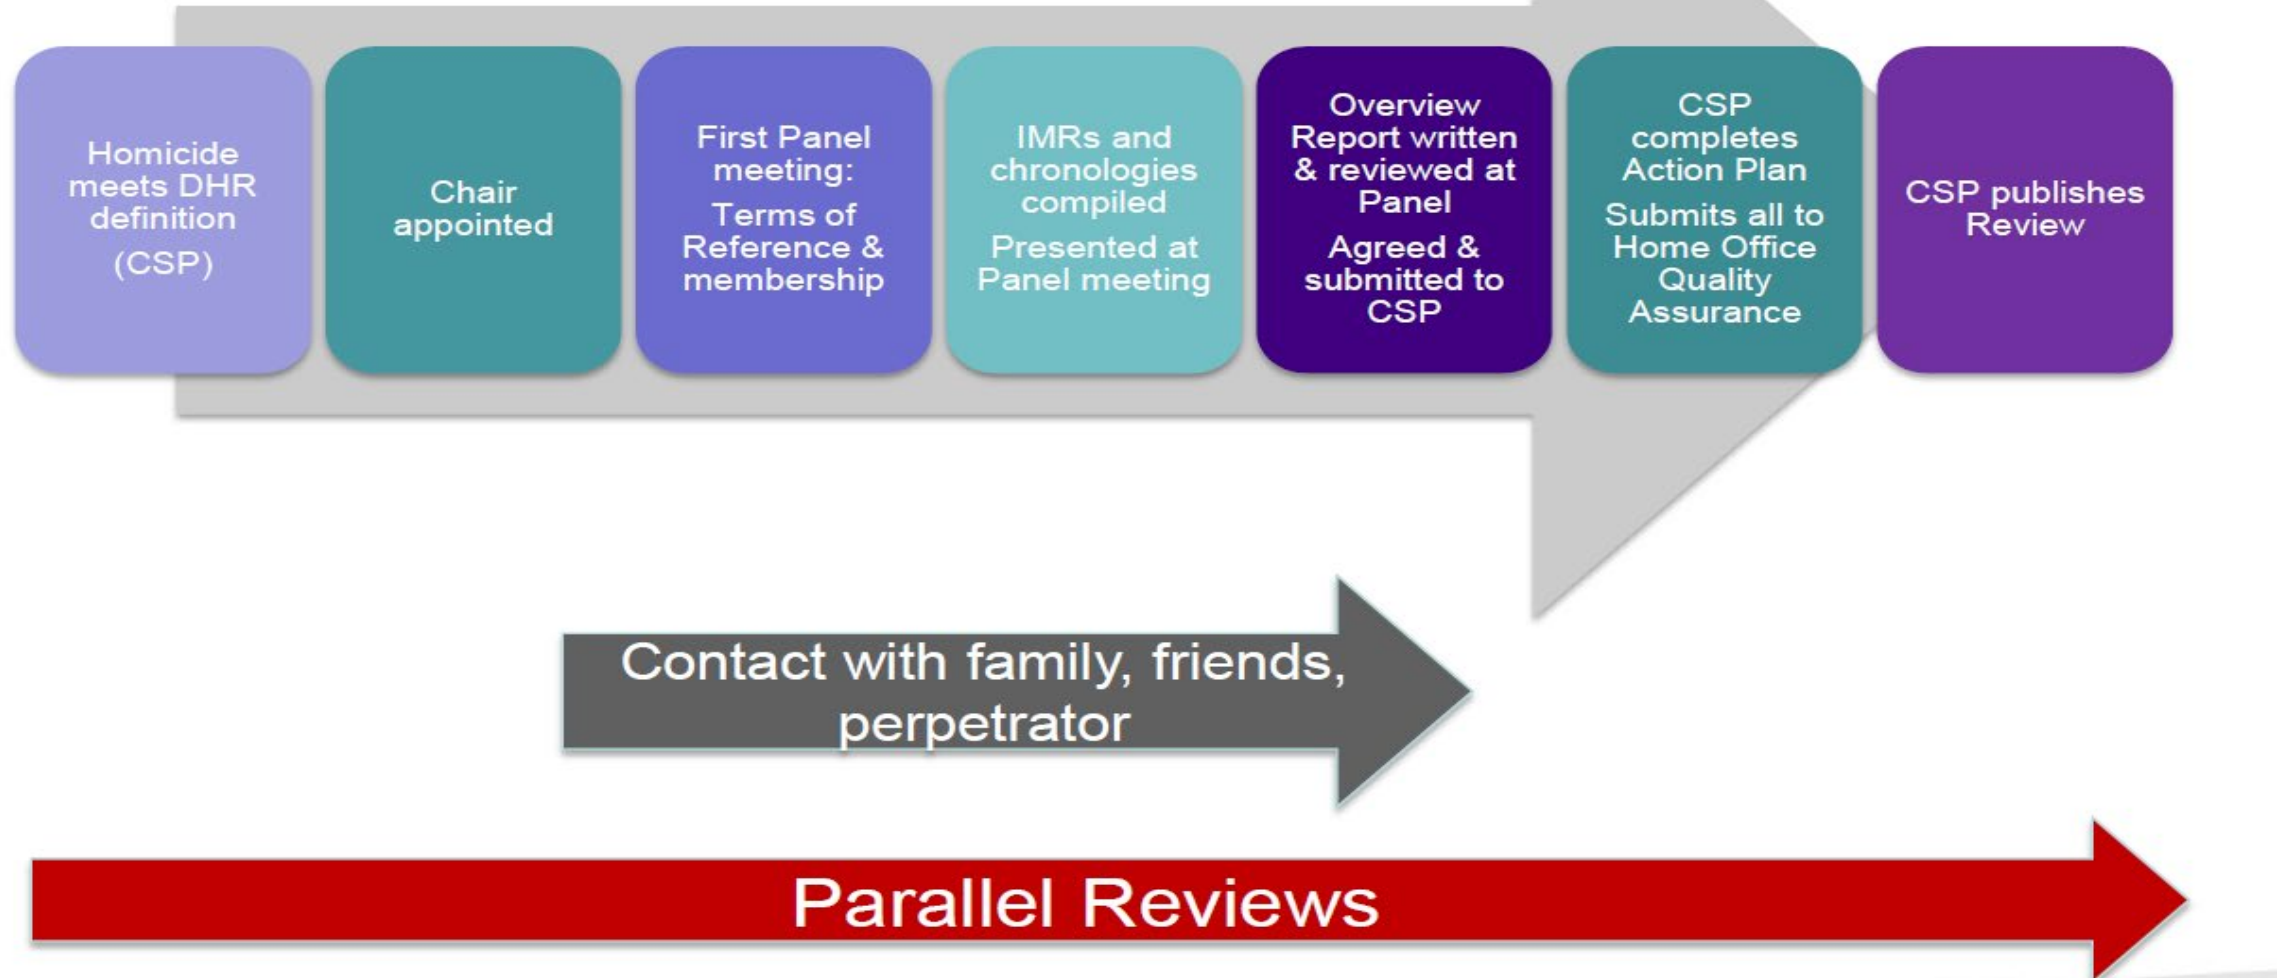 Homicide
meets DHR
definition
(CSP)
Chair
appointed
First Panel
meeting:
Terms of
Reference &
membership
IMRs and
chronologies
compiled
Presented at
Panel meeting
Overview
Report written
& reviewed at
Panel
Agreed &
submitted to
CSP
CSP
completes
Action Plan
Submits all to
Home Office
Quality
Assurance
CSP publishes
Review
Contact with family, friends,
perpetrator
Parallel Reviews